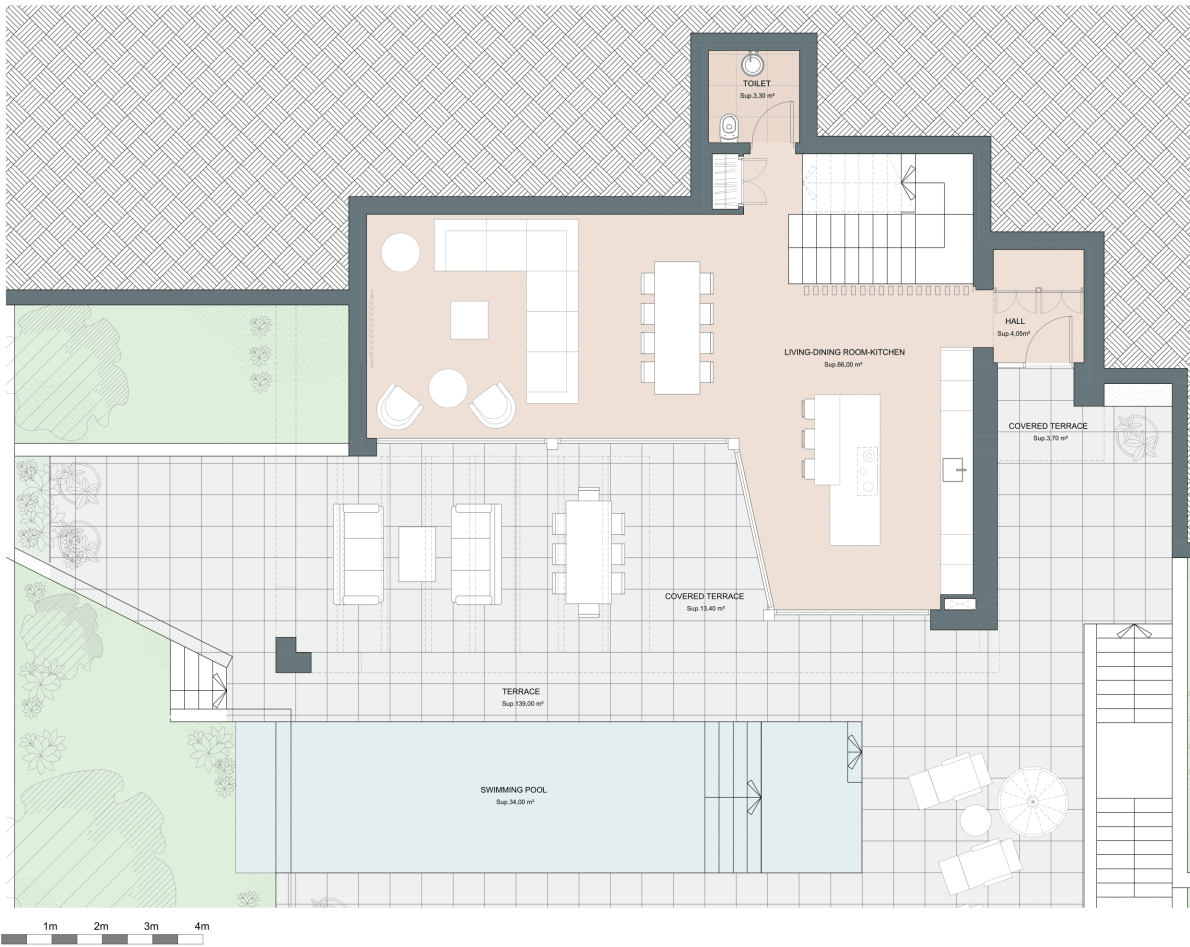 TOILET
Sup.3,30 m²
HALL
Sup.4,05m²
LIVING-DINING ROOM-KITCHEN
Sup.66,00 m²
COVERED TERRACE
Sup.3,70 m²
COVERED TERRACE
Sup.13,40 m²
TERRACE
Sup.139,00 m²
SWIMMING POOL
Sup.34,00 m²
1m 2m 3m 4m